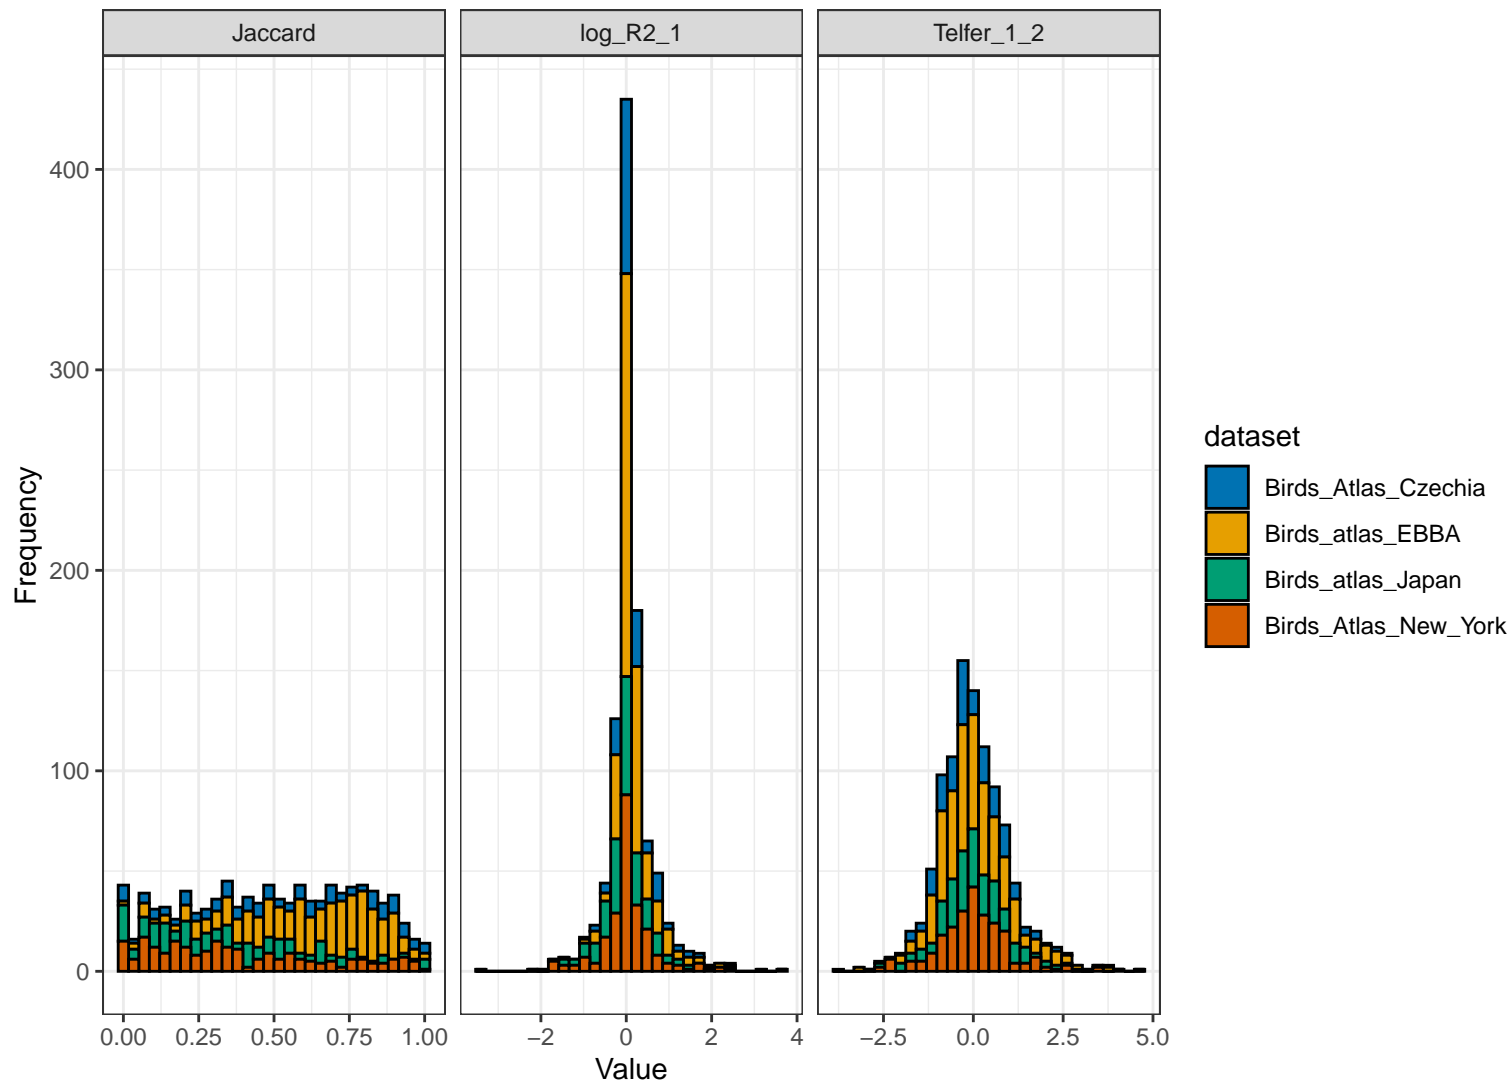 Jaccard
log_R2_1
Telfer_1_2
Frequency
400
300
200
100
0
0.00 0.25 0.50 0.75 1.00
−2 0 2 4
−2.5 0.0 2.5 5.0
Value
dataset
Birds_Atlas_Czechia
Birds_atlas_EBBA
Birds_atlas_Japan
Birds_Atlas_New_York